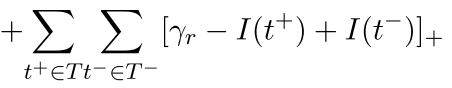 + ∑_{t⁺∈T} ∑_{t⁻∈T⁻} [γ_r − I(t⁺) + I(t⁻)]₊